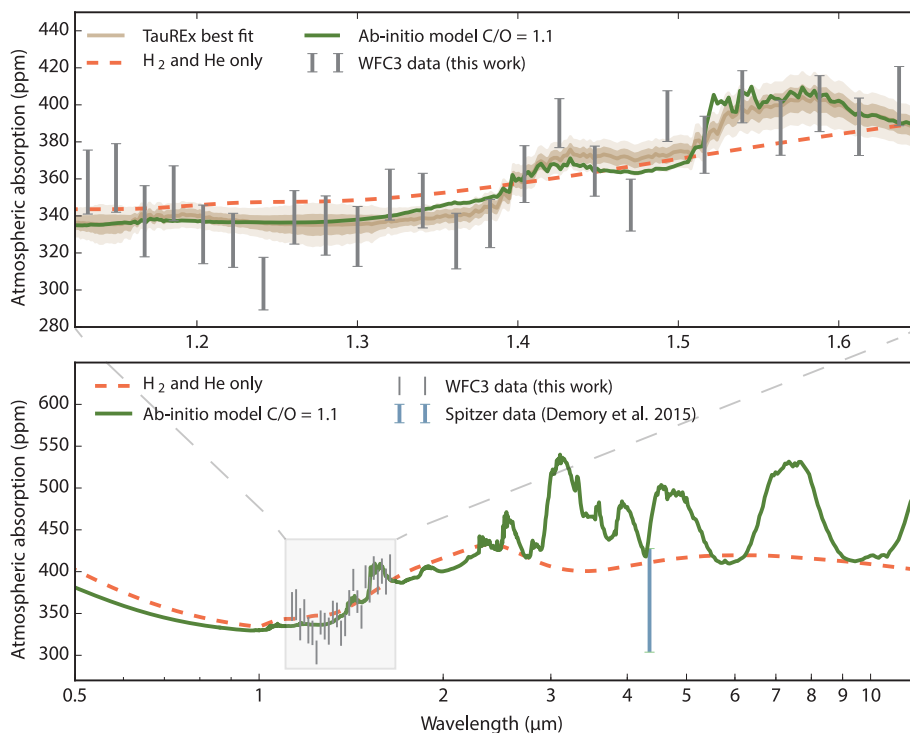 440
420
400
380
360
340
320
300
280
Atmospheric absorption (ppm)
TauREx best fit
H₂ and He only
Ab-initio model C/O = 1.1
WFC3 data (this work)
1.2 1.3 1.4 1.5 1.6
600
550
500
450
400
350
300
Atmospheric absorption (ppm)
H₂ and He only
Ab-initio model C/O = 1.1
WFC3 data (this work)
Spitzer data (Demory et al. 2015)
0.5 1 2 3 4 5 6 7 8 9 10
Wavelength (μm)